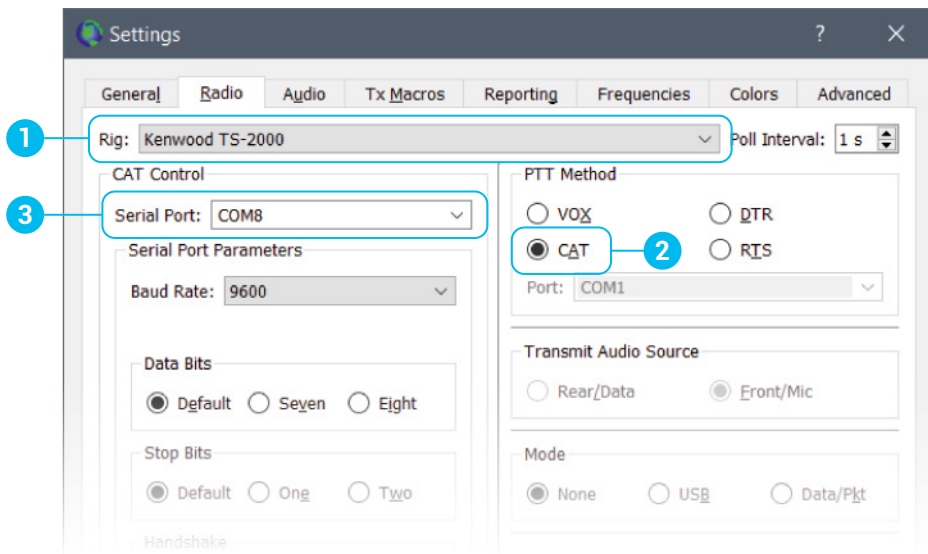 Settings ? ×
General Radio Audio Tx Macros Reporting Frequencies Colors Advanced
1 Rig: Kenwood TS-2000 Poll Interval: 1 s
CAT Control
3 Serial Port: COM8
Serial Port Parameters
Baud Rate: 9600
Data Bits
Default Seven Eight
Stop Bits
Default One Two
Handshake
PTT Method
VOX DTR
CAT 2 RTS
Port: COM1
Transmit Audio Source
Rear/Data Front/Mic
Mode
None USB Data/Pkt